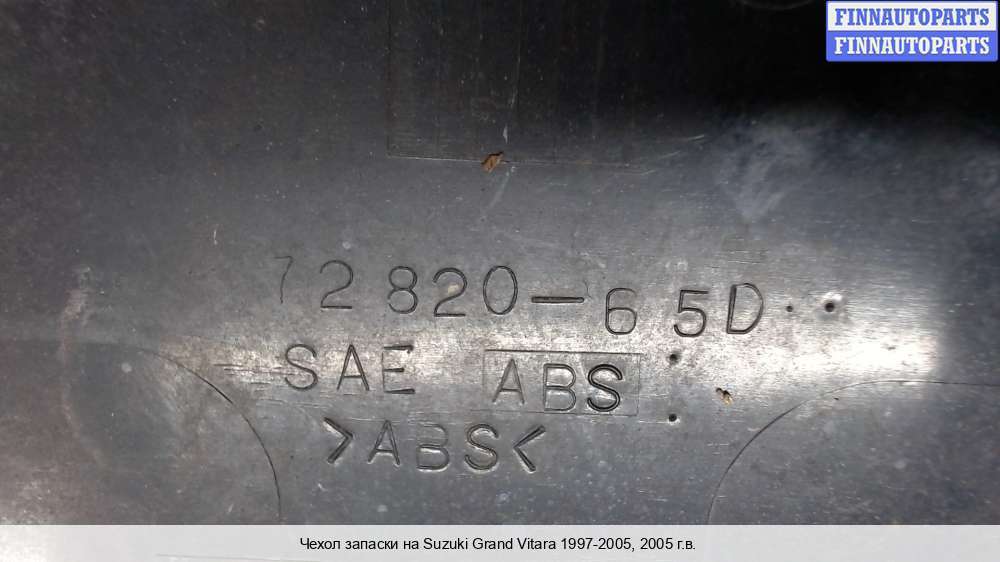 FINNAUTOPARTS
FINNAUTOPARTS
72820-65D
SAE ABS
>ABS<
Чехол запаски на Suzuki Grand Vitara 1997-2005, 2005 г.в.